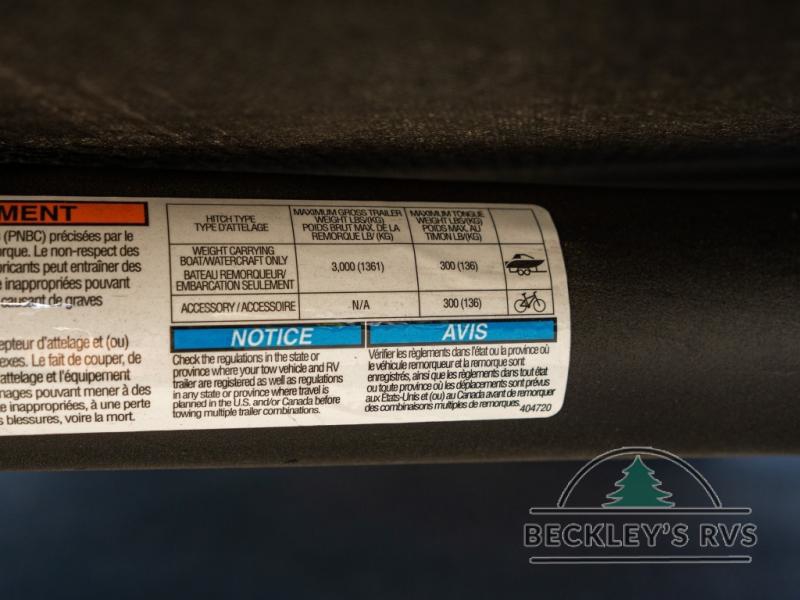 MENT
(PNBC) précisées par le
rque. Le non-respect des
bricants peut entraîner des
e inappropriées pouvant
causant de graves
epteur d'attelage et (ou)
exes. Le fait de couper, de
attelage et l'équipement
mages pouvant mener à des
e inappropriées, à une perte
s blessures, voire la mort.
HITCH TYPE
TYPE D'ATTELAGE
MAXIMUM GROSS TRAILER
WEIGHT LBS/(KG)
POIDS BRUT MAX. DE LA
REMORQUE LB/ (KG)
MAXIMUM TONGUE
WEIGHT LBS/(KG)
POIDS MAX. AU
TIMON LB/(KG)
WEIGHT CARRYING
BOAT/WATERCRAFT ONLY
BATEAU REMORQUEUR/
EMBARCATION SEULEMENT
3,000 (1361)
300 (136)
ACCESSORY / ACCESSOIRE
N/A
300 (136)
NOTICE
Check the regulations in the state or
province where your tow vehicle and RV
trailer are registered as well as regulations
in any state or province where travel is
planned in the U.S. and/or Canada before
towing multiple trailer combinations.
AVIS
Vérifier les règlements dans l'état ou la province où
le véhicule remorqueur et la remorque sont
enregistrés, ainsi que les règlements dans tout état
ou toute province où les déplacements sont prévus
aux États-Unis et (ou) au Canada avant de remorquer
des combinaisons multiples de remorques.
404720
BECKLEY'S RVS